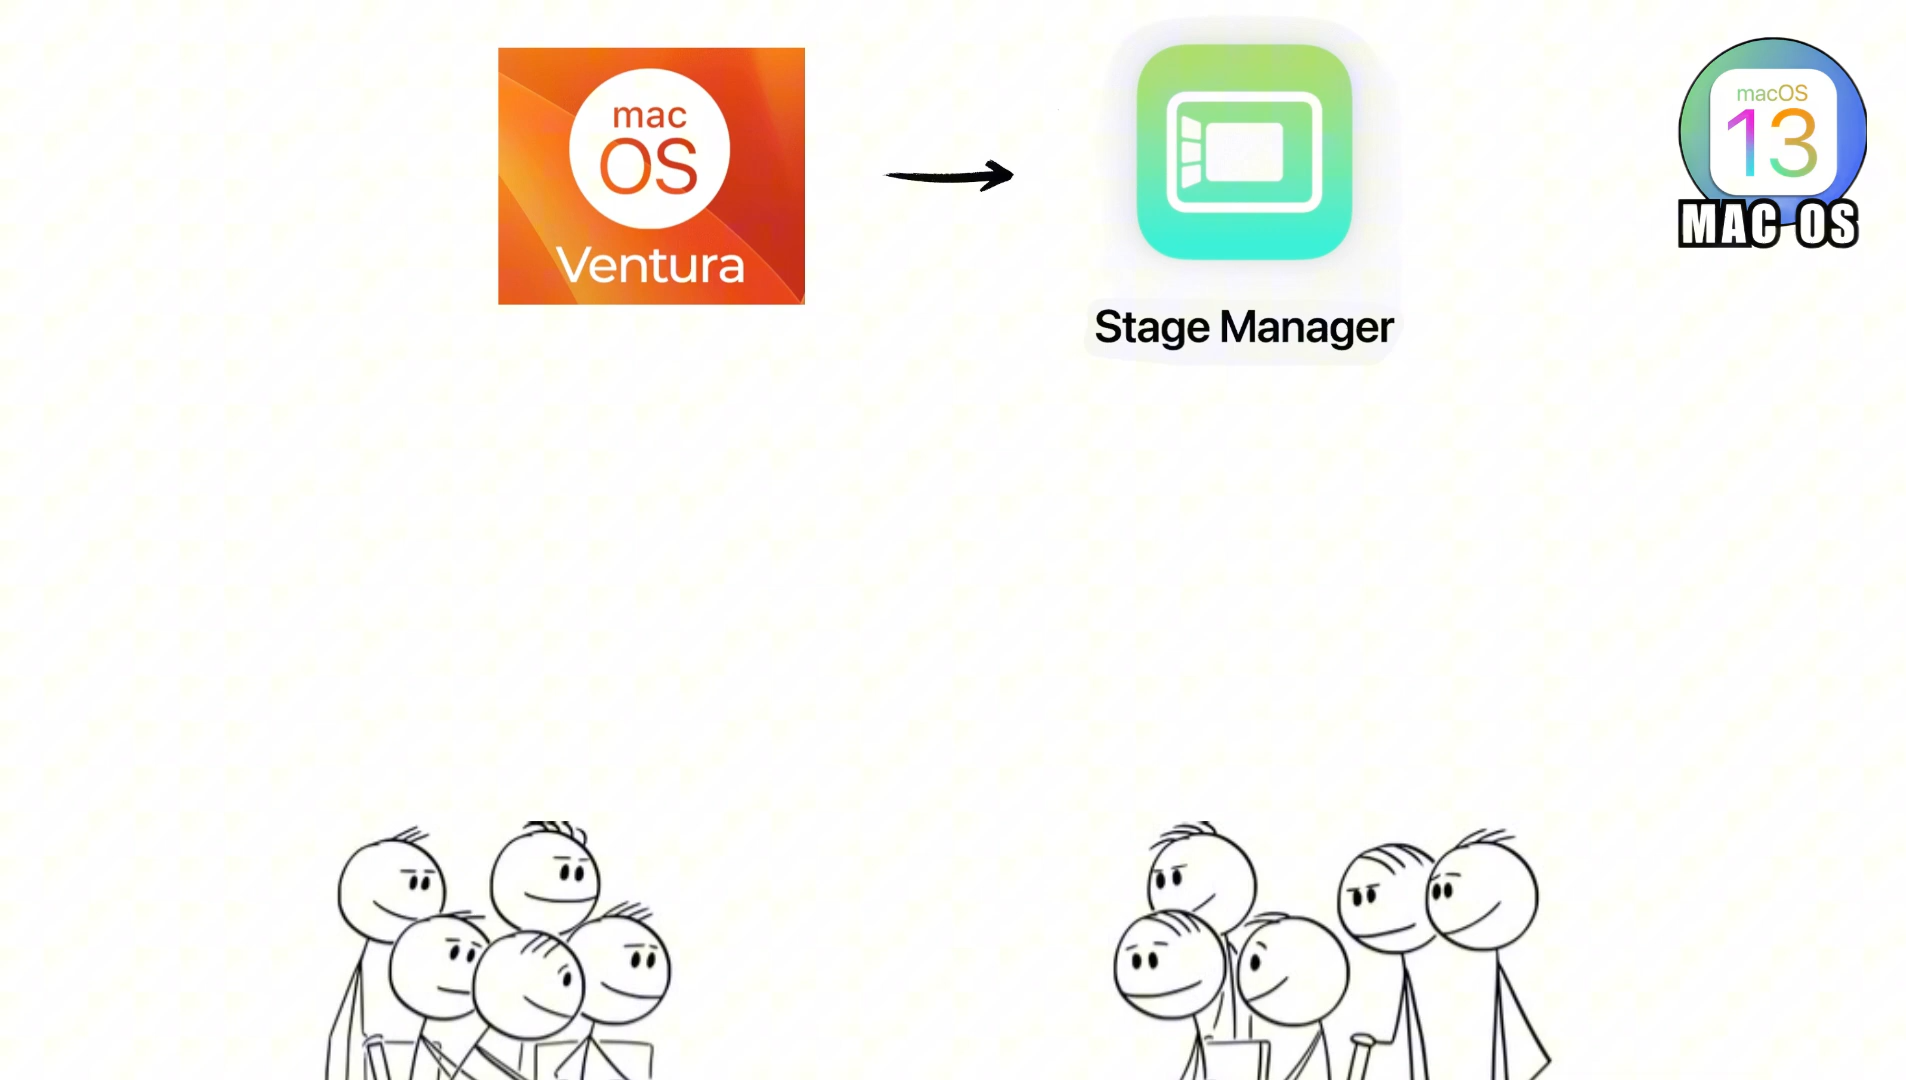 mac
OS
Ventura
Stage Manager
macOS
13
MAC OS